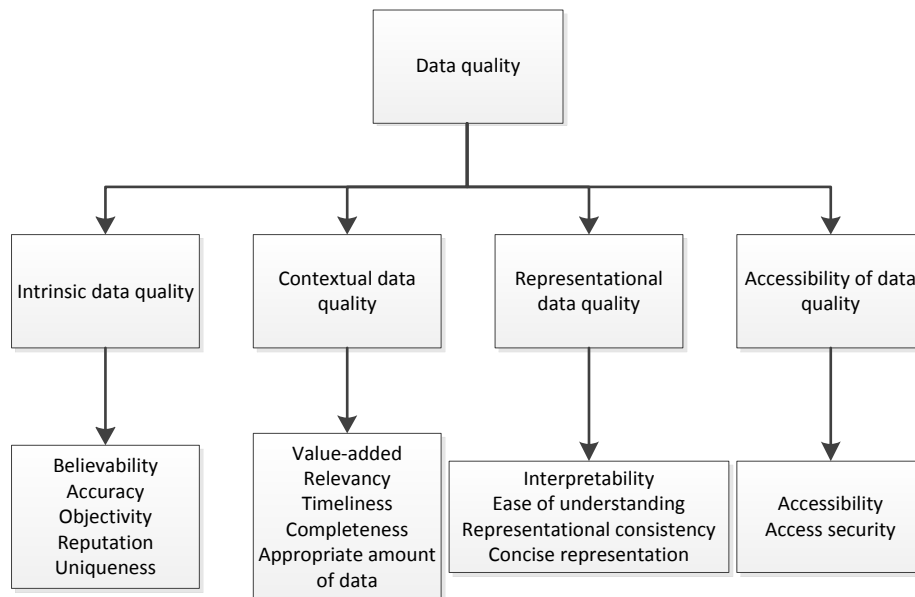 Data quality
Intrinsic data quality
Contextual data
quality
Representational
data quality
Accessibility of data
quality
Believability
Accuracy
Objectivity
Reputation
Uniqueness
Value-added
Relevancy
Timeliness
Completeness
Appropriate amount
of data
Interpretability
Ease of understanding
Representational consistency
Concise representation
Accessibility
Access security